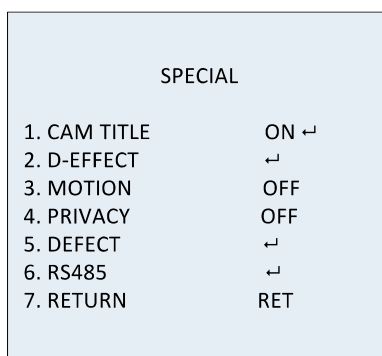 SPECIAL
1. CAM TITLE ON ↵
2. D-EFFECT ↵
3. MOTION OFF
4. PRIVACY OFF
5. DEFECT ↵
6. RS485 ↵
7. RETURN RET